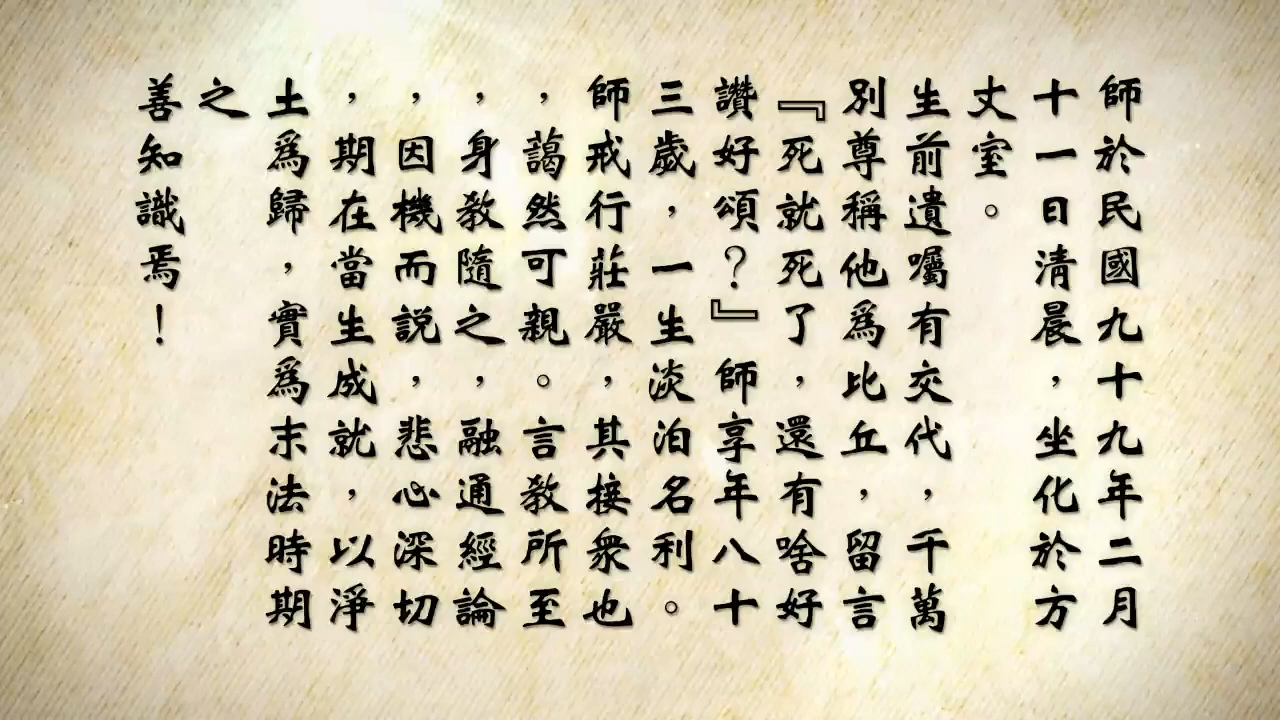 師於民國九十九年二月
十一日清晨，坐化於方
丈室。
生前遺囑有交代，千萬
別尊稱他為比丘，留言
『死就死了，還有啥好
讚好頌？』師享年八十
三歲，一生淡泊名利。
師戒行莊嚴，其接衆也
，藹然可親。言教所至
，身教隨之，融通經論
，因機而説，悲心深切
，期在當生成就，以淨
土為歸，實為末法時期
之
善知識焉！